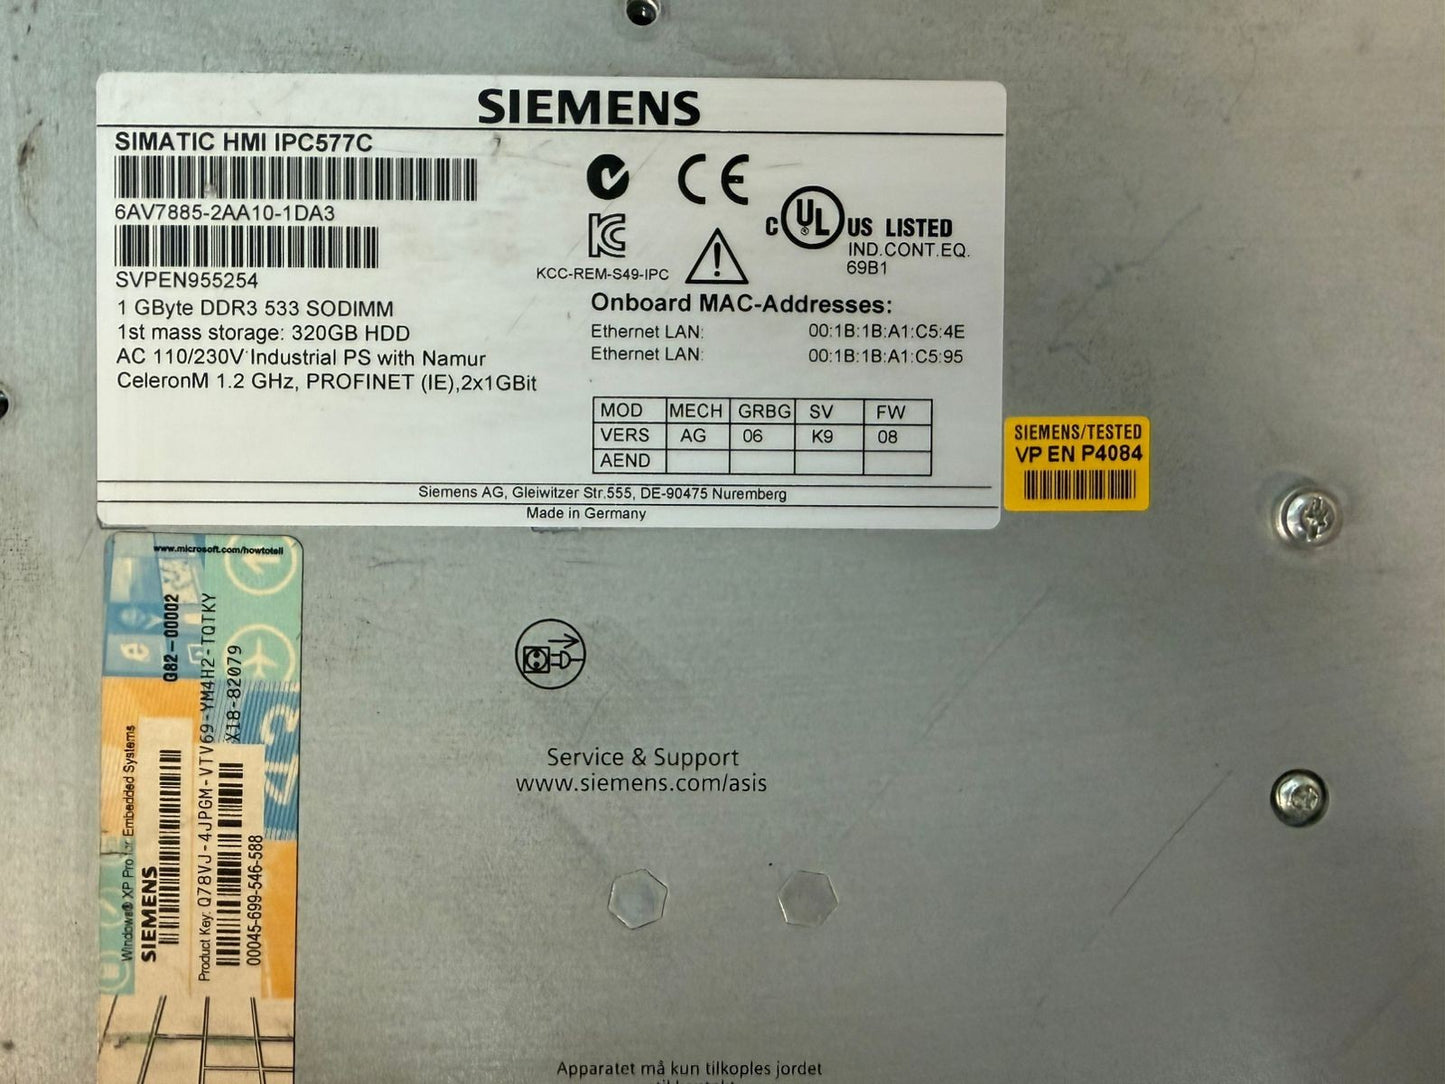 SIEMENS
SIMATIC HMI IPC577C
6AV7885-2AA10-1DA3
SVPEN955254
1 GByte DDR3 533 SODIMM
1st mass storage: 320GB HDD
AC 110/230V Industrial PS with Namur
CeleronM 1.2 GHz, PROFINET (IE),2x1GBit
CE
KCC-REM-S49-IPC
C UL US LISTED
IND.CONT.EQ.
69B1
Onboard MAC-Addresses:
Ethernet LAN: 00:1B:1B:A1:C5:4E
Ethernet LAN: 00:1B:1B:A1:C5:95
MOD MECH GRBG SV FW
VERS AG 06 K9 08
AEND
Siemens AG, Gleiwitzer Str.555, DE-90475 Nuremberg
Made in Germany
SIEMENS/TESTED
VP EN P4084
www.microsoft.com/howtotell
Q82-00002
X18-82079
Windows® XP Pro for Embedded Systems
SIEMENS
Product Key: Q78VJ-4JPGM-VTV69-YM4H2-TQTKY
00045-699-546-588
Service & Support
www.siemens.com/asis
Apparatet må kun tilkoples jordet